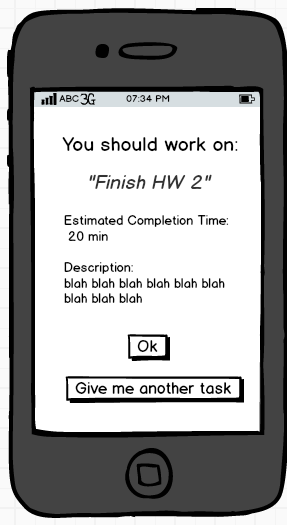 ABC 3G 07:34 PM
You should work on:
"Finish HW 2"
Estimated Completion Time:
20 min
Description:
blah blah blah blah blah blah
blah blah blah
Ok
Give me another task